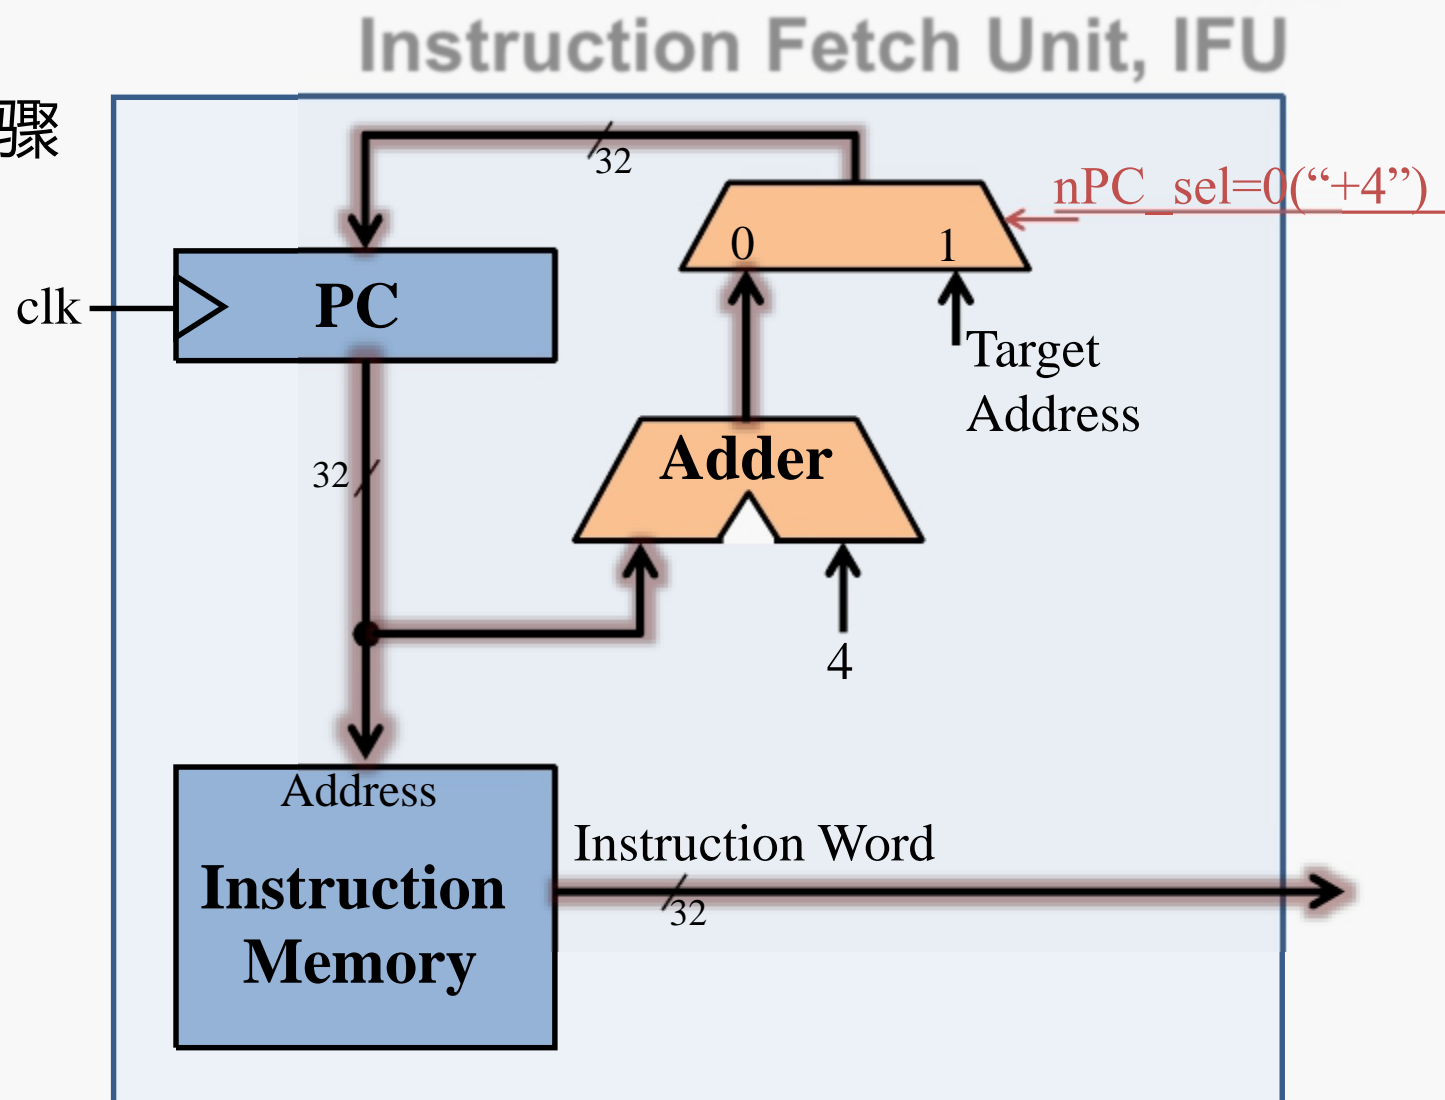 Instruction Fetch Unit, IFU
骤
32
nPC_sel=0(“+4”)
0
1
clk
PC
Target
Address
Adder
32
4
Address
Instruction Word
Instruction
Memory
32